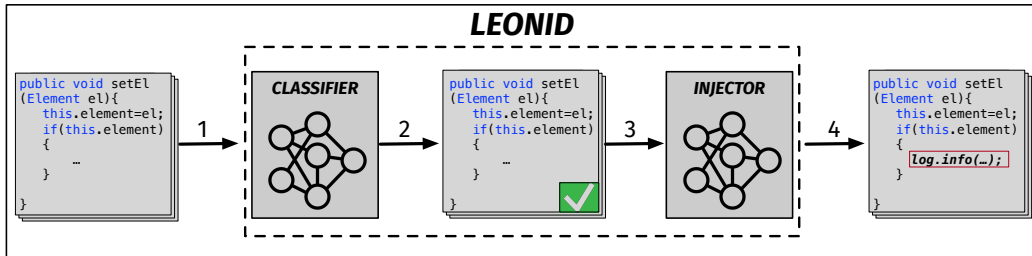 LEONID
public void setEl
(Element el){
this.element=el;
if(this.element)
{
…
}
}
1
CLASSIFIER
2
public void setEl
(Element el){
this.element=el;
if(this.element)
{
…
}
}
3
INJECTOR
4
public void setEl
(Element el){
this.element=el;
if(this.element)
{
log.info(…);
}
}